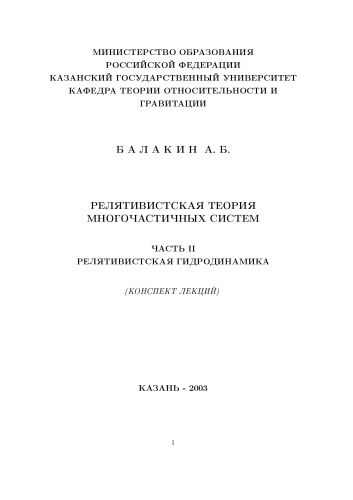 МИНИСТЕРСТВО ОБРАЗОВАНИЯ
РОССИЙСКОЙ ФЕДЕРАЦИИ
КАЗАНСКИЙ ГОСУДАРСТВЕННЫЙ УНИВЕРСИТЕТ
КАФЕДРА ТЕОРИИ ОТНОСИТЕЛЬНОСТИ И
ГРАВИТАЦИИ
Б А Л А К И Н А. Б.
РЕЛЯТИВИСТСКАЯ ТЕОРИЯ
МНОГОЧАСТИЧНЫХ СИСТЕМ
ЧАСТЬ II
РЕЛЯТИВИСТСКАЯ ГИДРОДИНАМИКА
(КОНСПЕКТ ЛЕКЦИЙ)
КАЗАНЬ - 2003
1